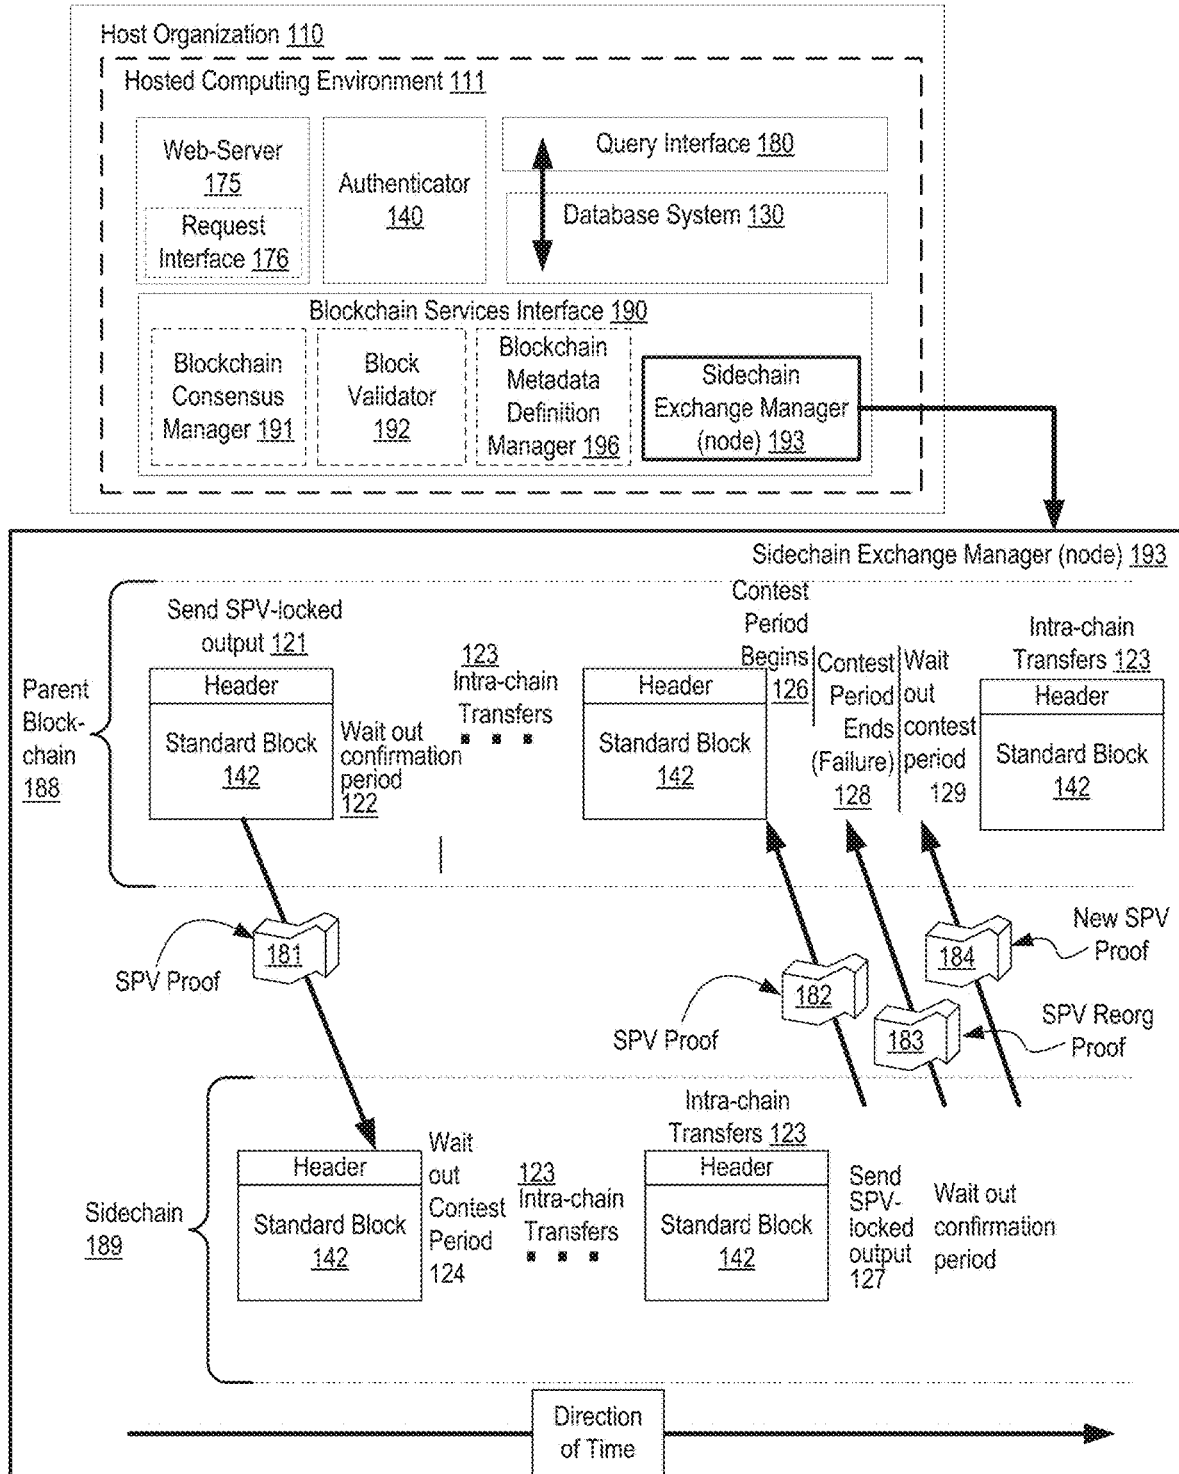 Host Organization 110
Hosted Computing Environment 111
Web-Server
175
Request
Interface 176
Authenticator
140
Query Interface 180
Database System 130
Blockchain Services Interface 190
Blockchain
Consensus
Manager 191
Block
Validator
192
Blockchain
Metadata
Definition
Manager 196
Sidechain
Exchange Manager
(node) 193
Sidechain Exchange Manager (node) 193
Parent
Block-
chain
188
Send SPV-locked
output 121
Header
Standard Block
142
Wait out
confirmation
period
122
123
Intra-chain
Transfers
Header
Standard Block
142
Contest
Period
Begins
126
Contest
Period
Ends
(Failure)
128
Wait
out
contest
period
129
Intra-chain
Transfers 123
Header
Standard Block
142
SPV Proof
181
SPV Proof
182
183
184
New SPV
Proof
SPV Reorg
Proof
Sidechain
189
Header
Standard Block
142
Wait
out
Contest
Period
124
123
Intra-chain
Transfers
Intra-chain
Transfers 123
Header
Standard Block
142
Send
SPV-
locked
output
127
Wait out
confirmation
period
Direction
of Time